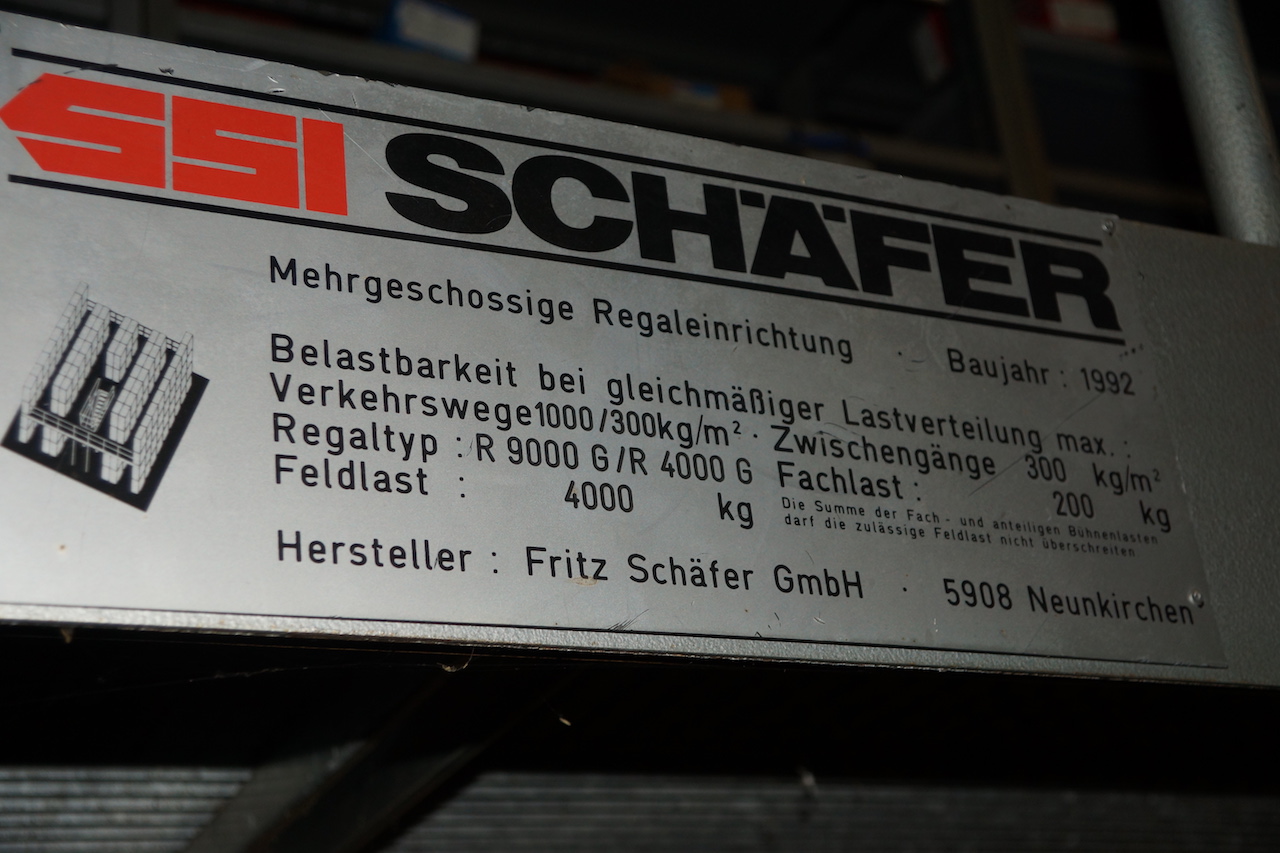 SSI SCHÄFER
Mehrgeschossige Regaleinrichtung · Baujahr : 1992
Belastbarkeit bei gleichmäßiger Lastverteilung max. :
Verkehrswege 1000/300kg/m² · Zwischengänge 300 kg/m²
Regaltyp : R 9000 G/R 4000 G Fachlast : 200 kg
Feldlast : 4000 kg Die Summe der Fach- und anteiligen Bühnenlasten
darf die zulässige Feldlast nicht überschreiten
Hersteller : Fritz Schäfer GmbH · 5908 Neunkirchen